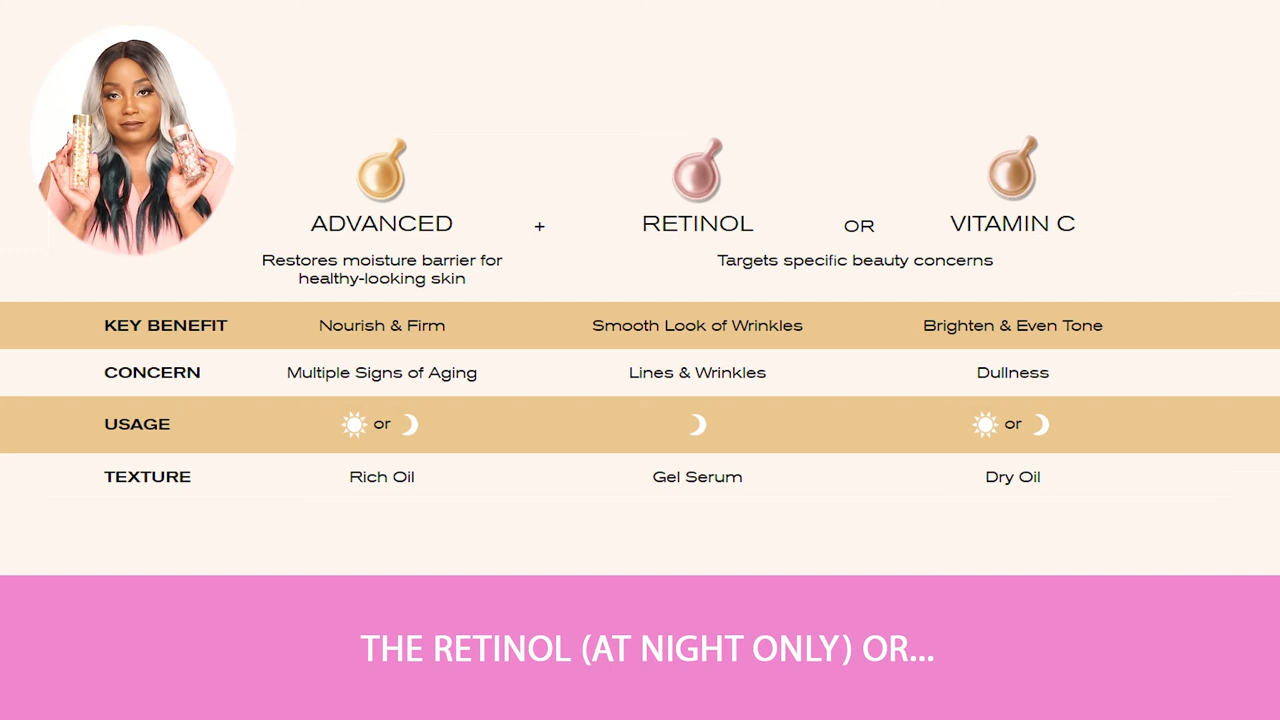 ADVANCED + RETINOL OR VITAMIN C
Restores moisture barrier for
healthy-looking skin
Targets specific beauty concerns
KEY BENEFIT Nourish & Firm Smooth Look of Wrinkles Brighten & Even Tone
CONCERN Multiple Signs of Aging Lines & Wrinkles Dullness
USAGE or or
TEXTURE Rich Oil Gel Serum Dry Oil
THE RETINOL (AT NIGHT ONLY) OR...